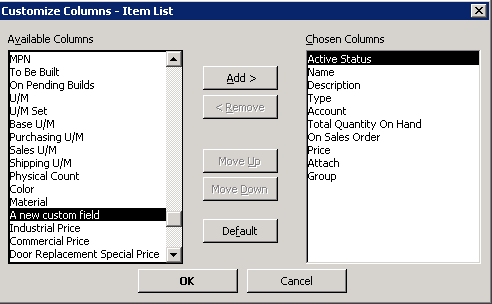 Customize Columns - Item List
Available Columns
MPN
To Be Built
On Pending Builds
U/M
U/M Set
Base U/M
Purchasing U/M
Sales U/M
Shipping U/M
Physical Count
Color
Material
A new custom field
Industrial Price
Commercial Price
Door Replacement Special Price
Add >
< Remove
Move Up
Move Down
Default
Chosen Columns
Active Status
Name
Description
Type
Account
Total Quantity On Hand
On Sales Order
Price
Attach
Group
OK
Cancel